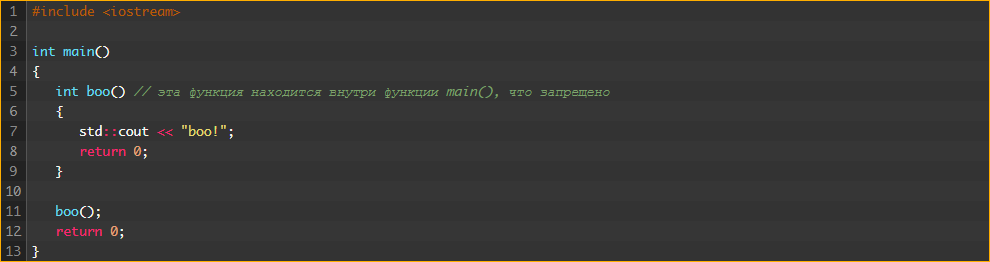 1 #include <iostream>
2
3 int main()
4 {
5    int boo() // эта функция находится внутри функции main(), что запрещено
6    {
7       std::cout << "boo!";
8       return 0;
9    }
10
11    boo();
12    return 0;
13 }